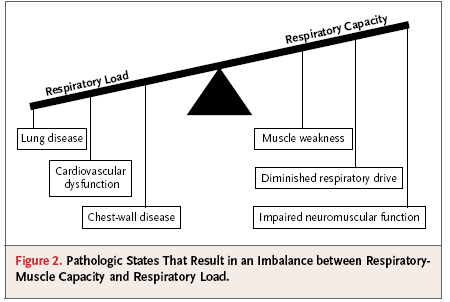 Respiratory Capacity
Respiratory Load
Lung disease
Muscle weakness
Cardiovascular
dysfunction
Diminished respiratory drive
Chest-wall disease
Impaired neuromuscular function
Figure 2. Pathologic States That Result in an Imbalance between Respiratory-
Muscle Capacity and Respiratory Load.